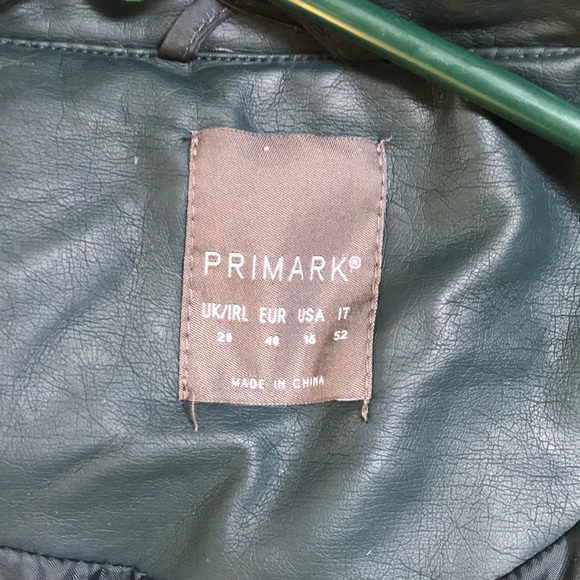 PRIMARK®
UK/IRL EUR USA IT
20 48 16 52
MADE IN CHINA